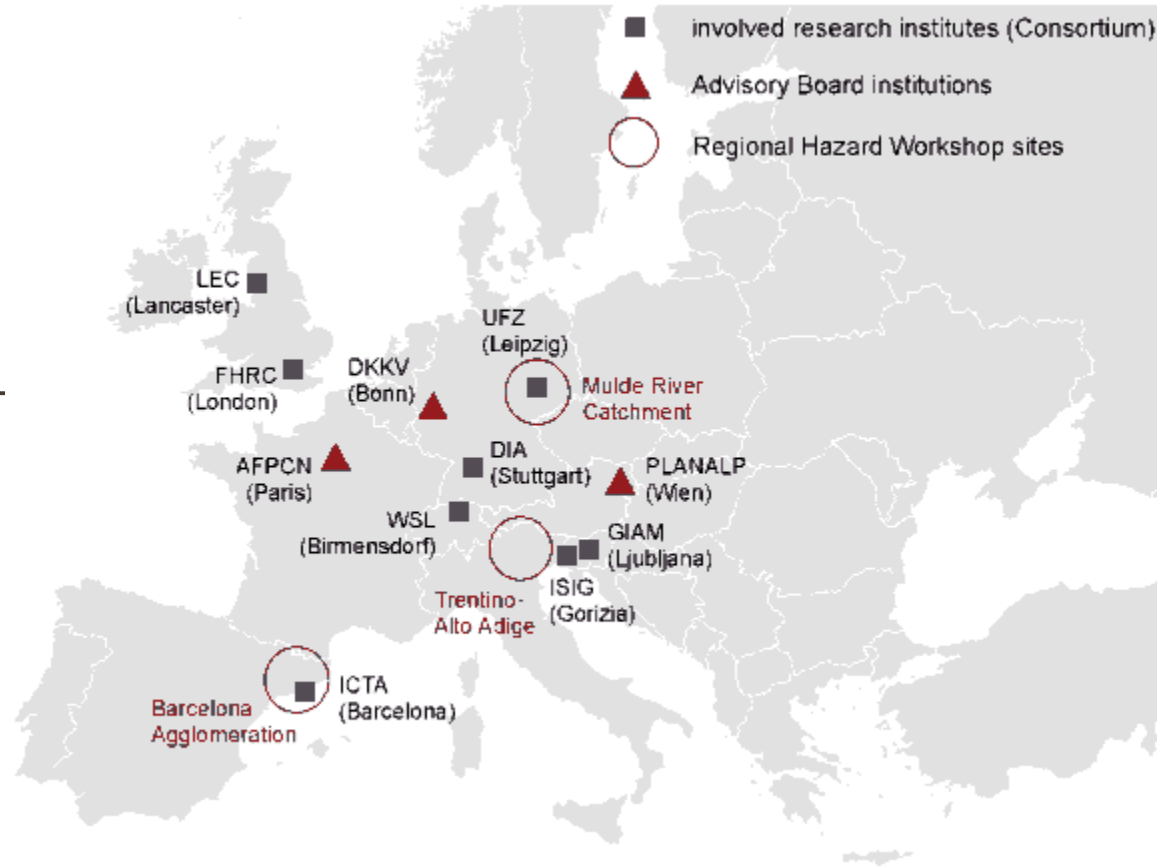 involved research institutes (Consortium)
Advisory Board institutions
Regional Hazard Workshop sites
LEC
(Lancaster)
UFZ
(Leipzig)
DKKV
(Bonn)
FHRC
(London)
Mulde River
Catchment
DIA
(Stuttgart)
AFPCN
(Paris)
PLANALP
(Wien)
WSL
(Birmensdorf)
GIAM
(Ljubljana)
ISIG
(Gorizia)
Trentino-
Alto Adige
ICTA
(Barcelona)
Barcelona
Agglomeration